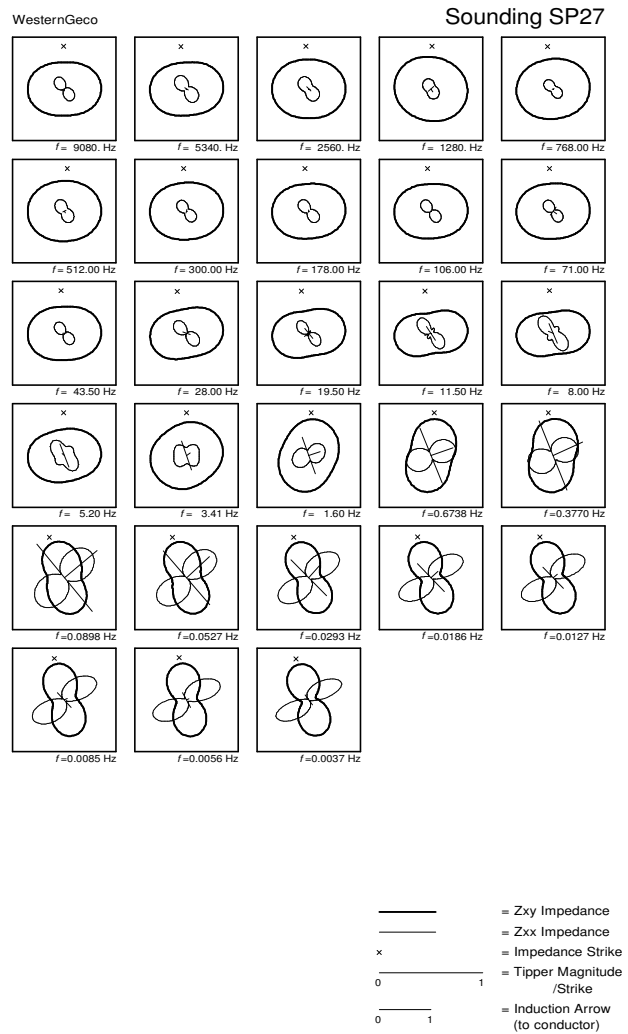 WesternGeco
Sounding SP27
f = 9080. Hz
f = 5340. Hz
f = 2560. Hz
f = 1280. Hz
f = 768.00 Hz
f = 512.00 Hz
f = 300.00 Hz
f = 178.00 Hz
f = 106.00 Hz
f = 71.00 Hz
f = 43.50 Hz
f = 28.00 Hz
f = 19.50 Hz
f = 11.50 Hz
f = 8.00 Hz
f = 5.20 Hz
f = 3.41 Hz
f = 1.60 Hz
f =0.6738 Hz
f =0.3770 Hz
f =0.0898 Hz
f =0.0527 Hz
f =0.0293 Hz
f =0.0186 Hz
f =0.0127 Hz
f =0.0085 Hz
f =0.0056 Hz
f =0.0037 Hz
= Zxy Impedance
= Zxx Impedance
× = Impedance Strike
= Tipper Magnitude
0 1 /Strike
= Induction Arrow
0 1 (to conductor)